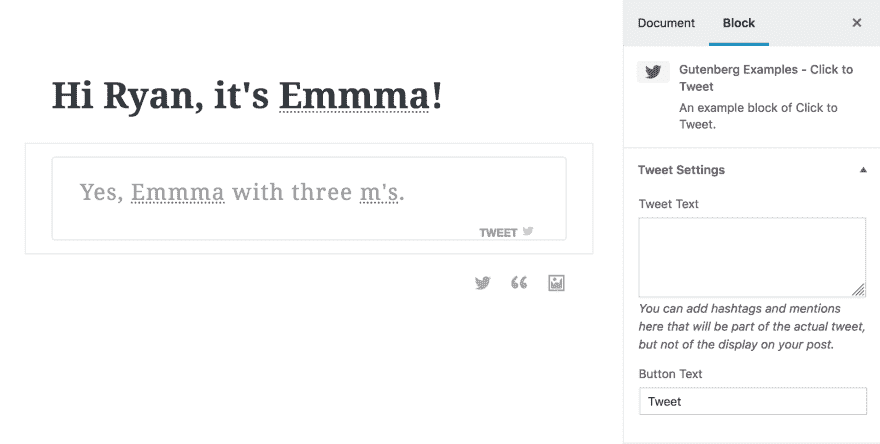 Hi Ryan, it's Emmma!
Yes, Emmma with three m's.
TWEET
Document
Block
×
Gutenberg Examples - Click to
Tweet
An example block of Click to
Tweet.
Tweet Settings
Tweet Text
You can add hashtags and mentions
here that will be part of the actual tweet,
but not of the display on your post.
Button Text
Tweet